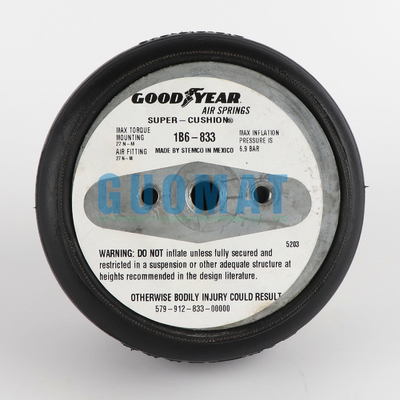 GOODYEAR
AIR SPRINGS
SUPER-CUSHION®
MAX TORQUE
MOUNTING
27 N-M
AIR FITTING
27 N-M
1B6-833
MADE BY STEMCO IN MEXICO
MAX INFLATION
PRESSURE IS
6.9 BAR
GUOMAT
5203
WARNING: DO NOT inflate unless fully secured and
restricted in a suspension or other adequate structure at
heights recommended in the design literature.
OTHERWISE BODILY INJURY COULD RESULT
579-912-833-00000